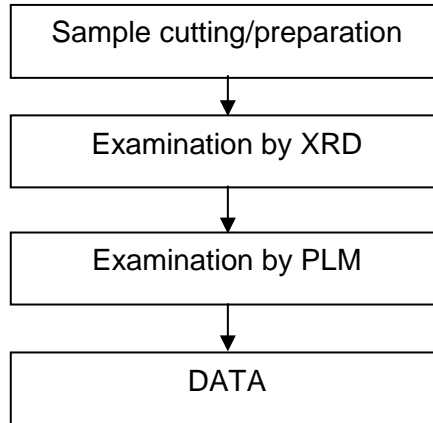 Sample cutting/preparation
Examination by XRD
Examination by PLM
DATA